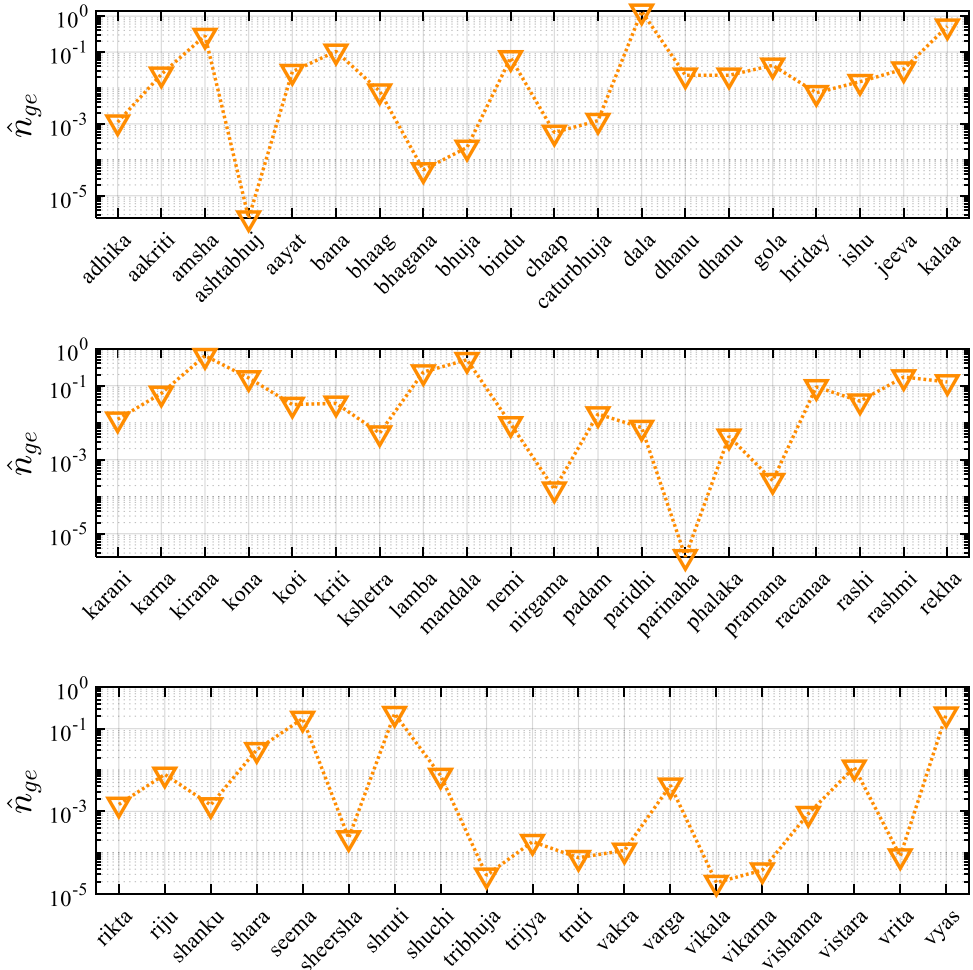 10^0
10^-1
10^-3
10^-5
n̂_ge
adhika aakriti amsha ashtabhuj aayat bana bhaag bhagana bhuja bindu chaap caturbhuja dala dhanu dhanu gola hriday ishu jeeva kalaa
10^0
10^-1
10^-3
10^-5
n̂_ge
karani karna kirana kona koti kriti kshetra lamba mandala nemi nirgama padam paridhi parinaha phalaka pramana racanaa rashi rashmi rekha
10^0
10^-1
10^-3
10^-5
n̂_ge
rikta riju shanku shara seema sheersha shruti shuchi tribhuja trijya truti vakra varga vikala vikarna vishama vistara vrita vyas